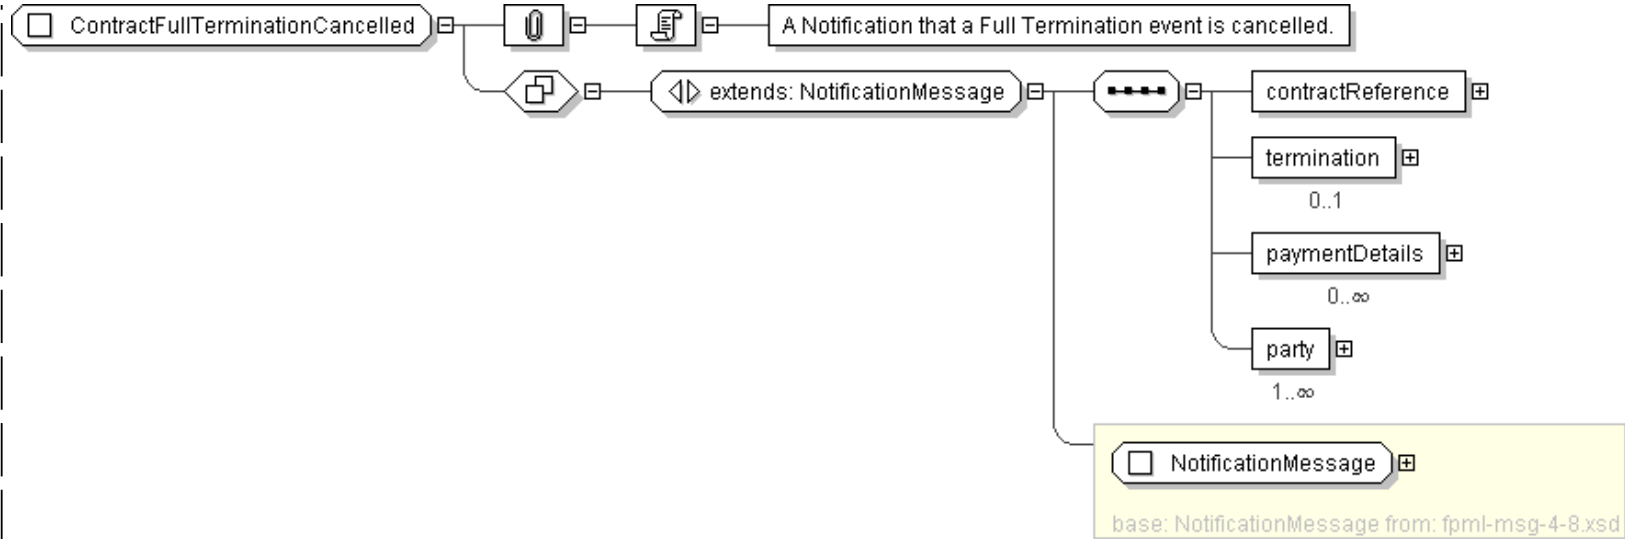 ContractFullTerminationCancelled
A Notification that a Full Termination event is cancelled.
extends: NotificationMessage
contractReference
termination
0..1
paymentDetails
0..∞
party
1..∞
NotificationMessage
base: NotificationMessage from: fpml-msg-4-8.xsd